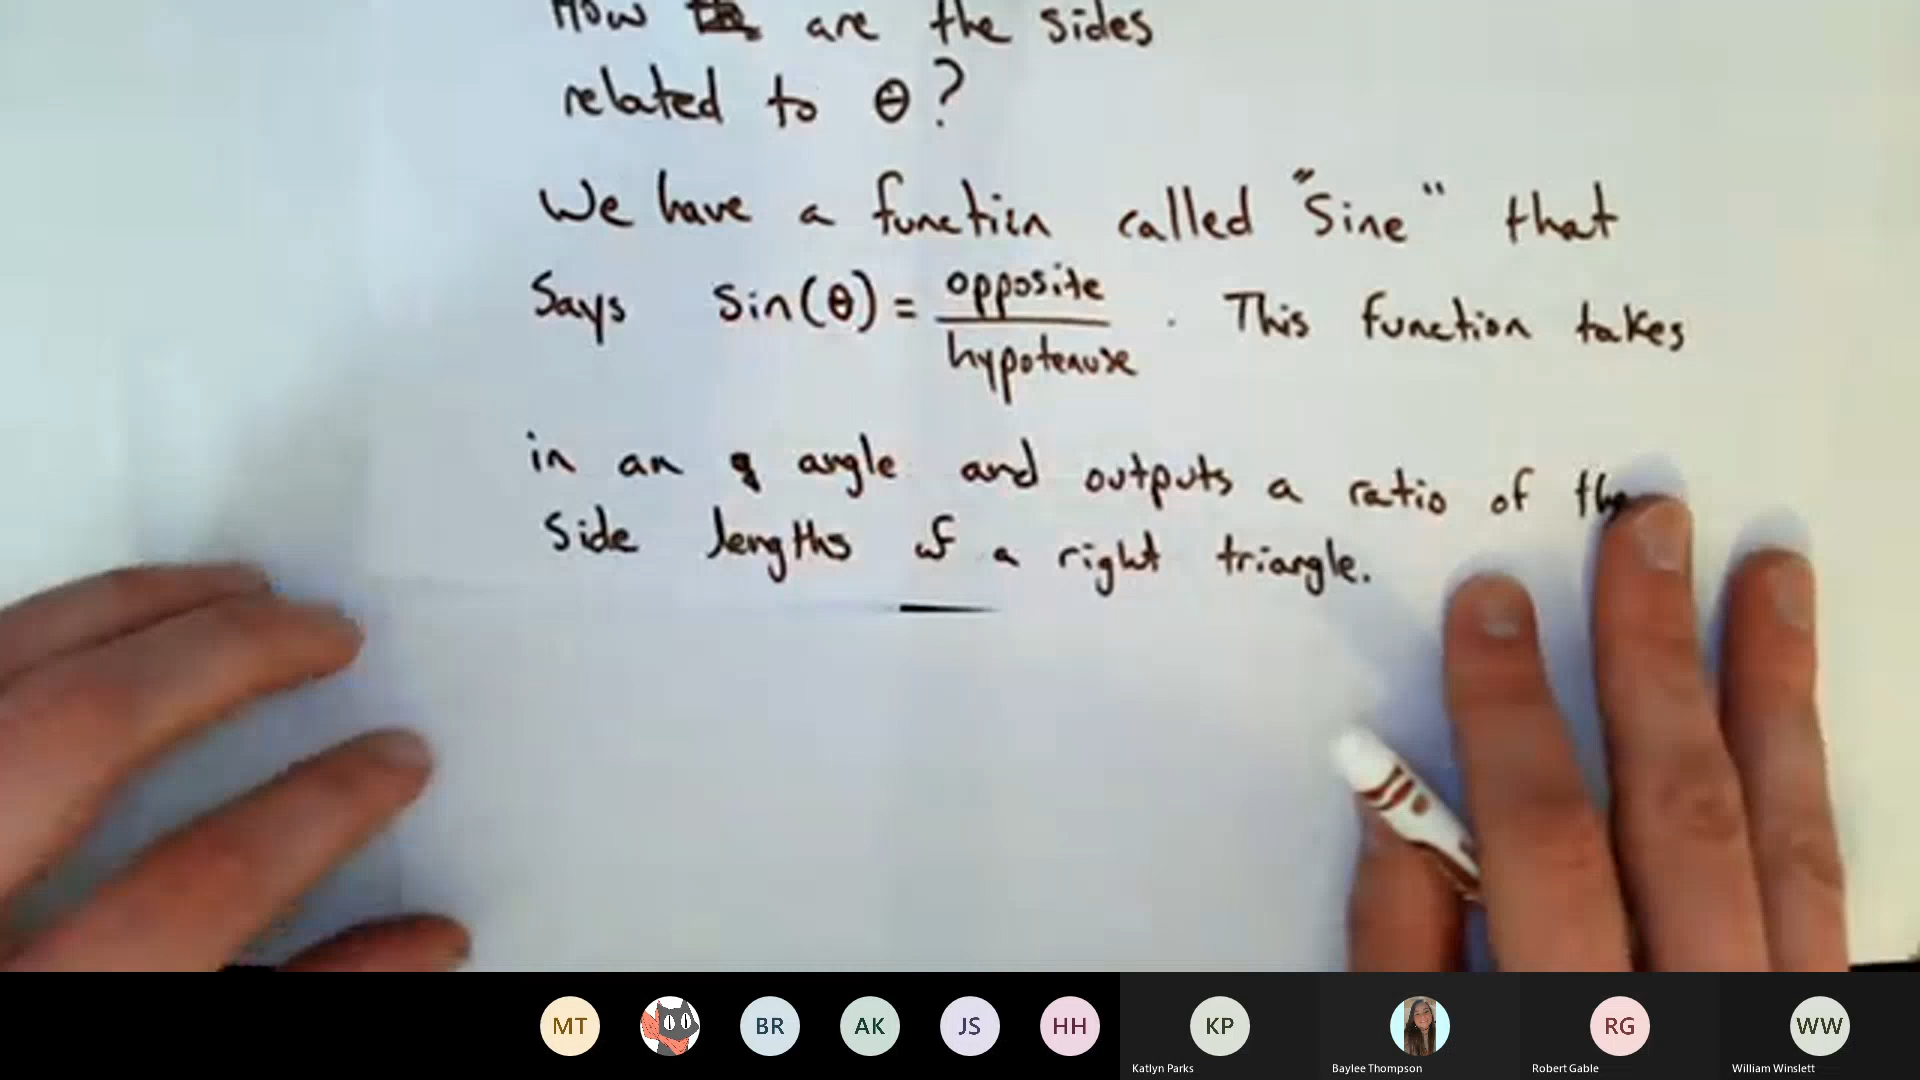 How are the sides
related to θ?
We have a function called "Sine" that
Says Sin(θ) = opposite
hypotenuse . This function takes
in an angle and outputs a ratio of the
Side lengths of a right triangle.
MT BR AK JS HH KP RG WW
Katlyn Parks Baylee Thompson Robert Gable William Winslett